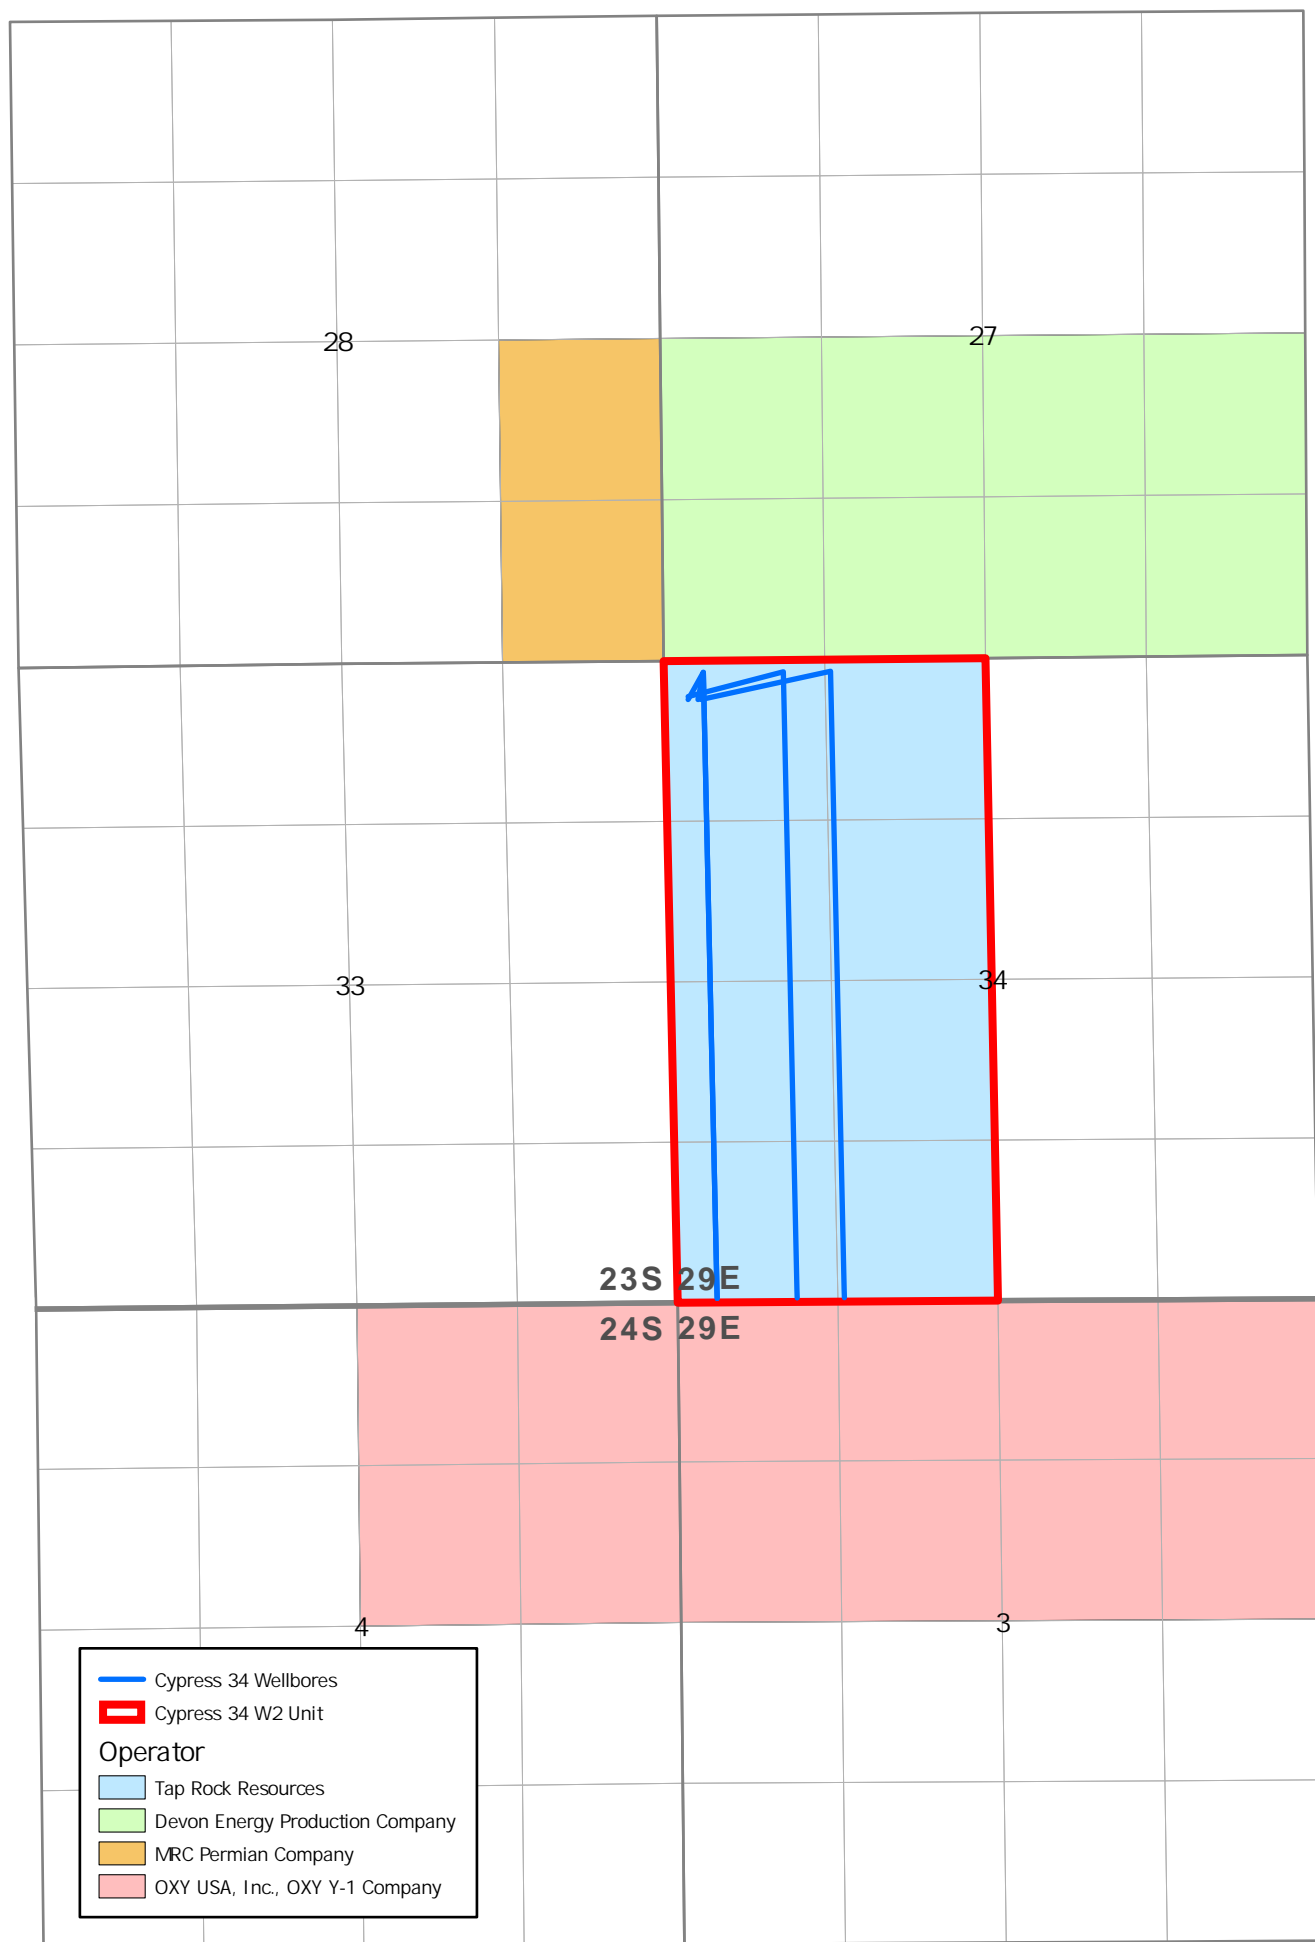 28
27
33
34
23S 29E
24S 29E
4
3
Cypress 34 Wellbores
Cypress 34 W2 Unit
Operator
Tap Rock Resources
Devon Energy Production Company
MRC Permian Company
OXY USA, Inc., OXY Y-1 Company